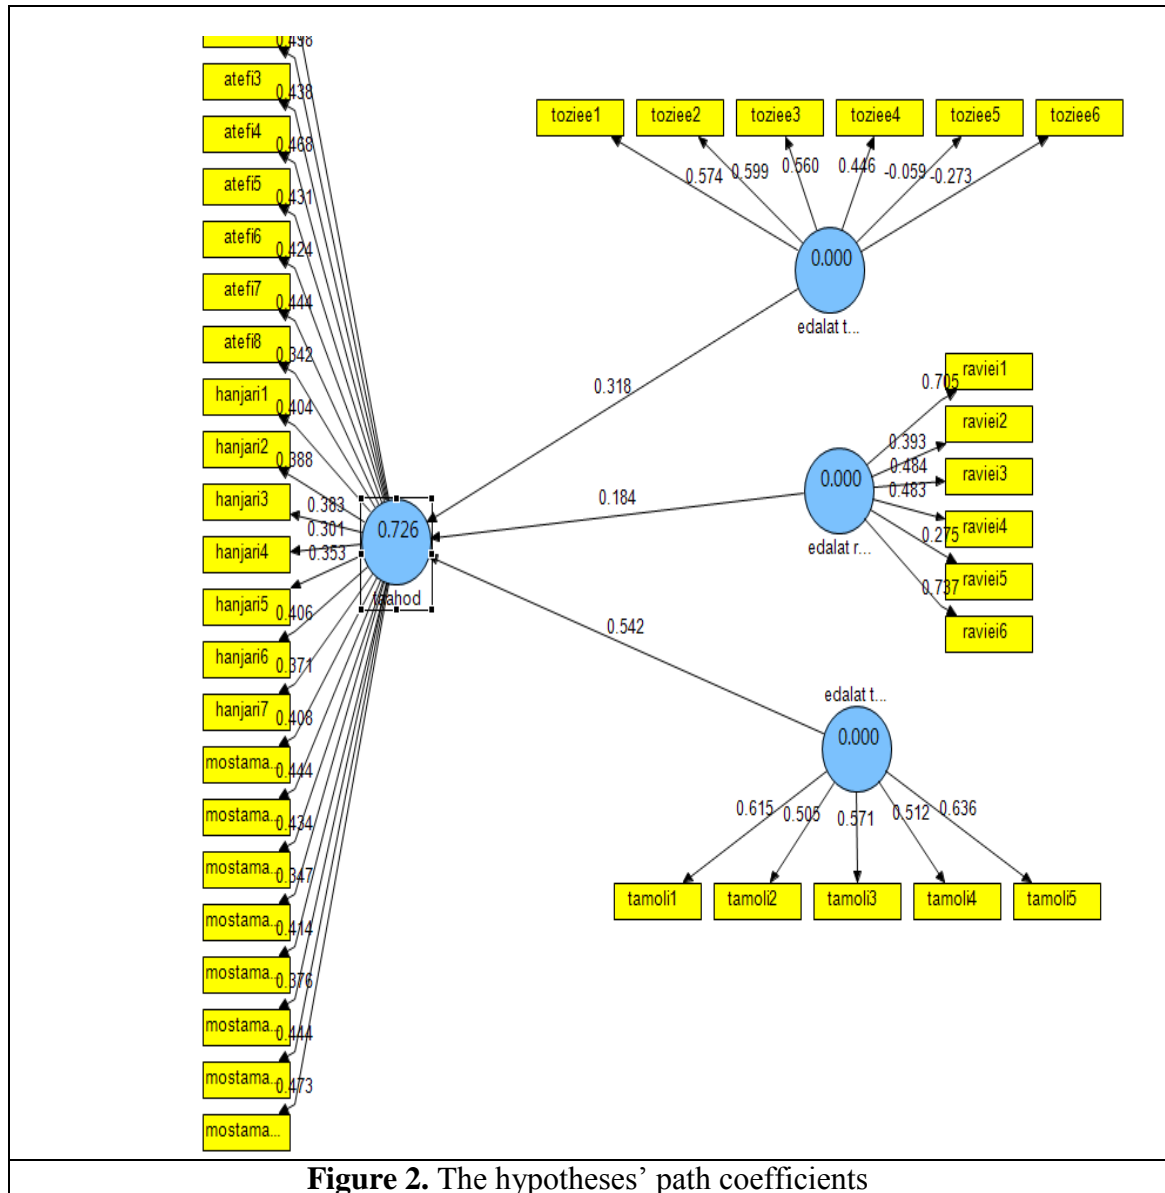 0.498
atefi3
0.438
atefi4
0.468
atefi5
0.431
atefi6
0.424
atefi7
0.444
atefi8
0.342
hanjari1
0.404
hanjari2
0.388
hanjari3
0.383
0.301
hanjari4
0.353
hanjari5
0.406
hanjari6
0.371
hanjari7
0.408
mostama...
0.444
mostama...
0.434
mostama...
0.347
mostama...
0.414
mostama...
0.376
mostama...
0.444
mostama...
0.473
mostama...
0.726
taahod
toziee1 toziee2 toziee3 toziee4 toziee5 toziee6
0.574 0.599 0.560 0.446 -0.059 -0.273
0.000
edalat t...
0.318
raviei1
0.705
raviei2
0.393
raviei3
0.484
0.483
raviei4
0.275
raviei5
0.737
raviei6
0.000
edalat r...
0.184
0.542
edalat t...
0.000
0.615 0.505 0.571 0.512 0.636
tamoli1 tamoli2 tamoli3 tamoli4 tamoli5
Figure 2. The hypotheses’ path coefficients